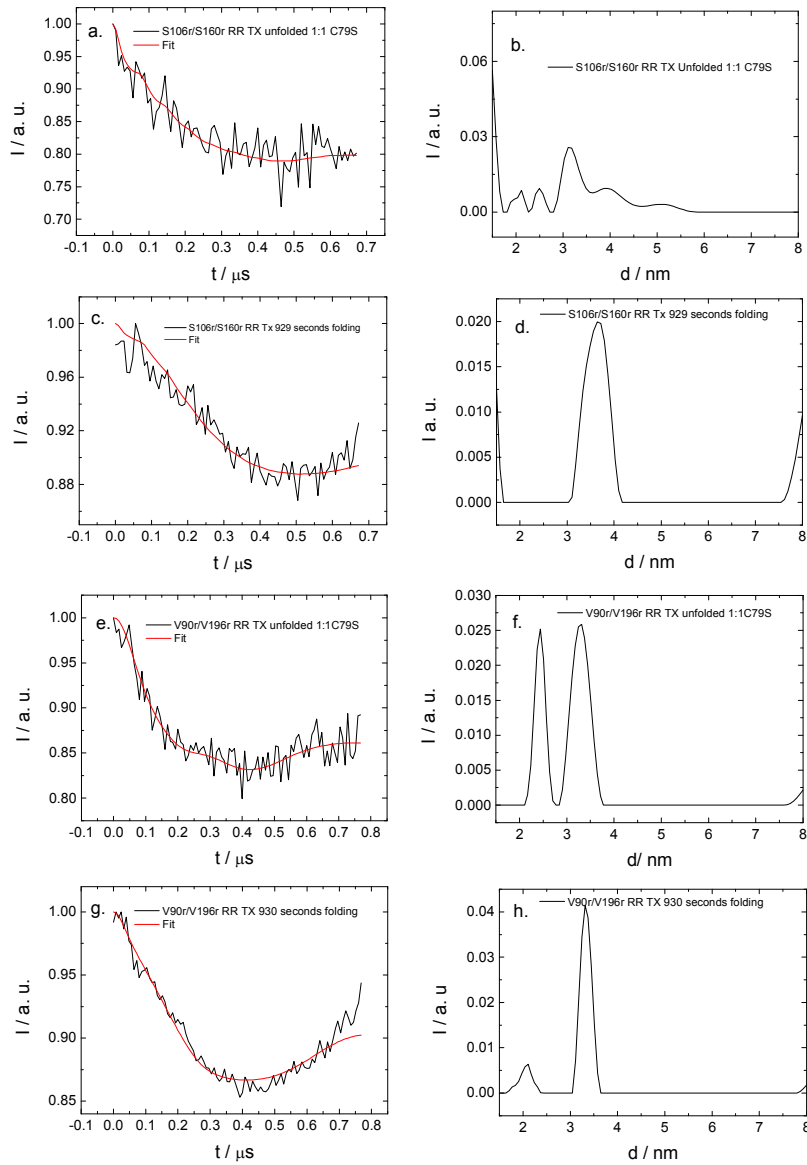 a.
S106r/S160r RR TX unfolded 1:1 C79S
Fit
I / a. u.
1.00
0.95
0.90
0.85
0.80
0.75
0.70
-0.1 0.0 0.1 0.2 0.3 0.4 0.5 0.6 0.7 0.8
t / μs
b.
S106r/S160r RR TX Unfolded 1:1 C79S
I / a. u.
0.06
0.03
0.00
2 3 4 5 6 7 8
d / nm
c.
S106r/S160r RR Tx 929 seconds folding
Fit
I / a. u.
1.00
0.96
0.92
0.88
-0.1 0.0 0.1 0.2 0.3 0.4 0.5 0.6 0.7 0.8
t / μs
d.
S106r/S160r RR Tx 929 seconds folding
I a. u.
0.020
0.015
0.010
0.005
0.000
2 3 4 5 6 7 8
d / nm
e.
V90r/V196r RR TX unfolded 1:1C79S
Fit
I / a. u.
1.00
0.95
0.90
0.85
0.80
-0.1 0.0 0.1 0.2 0.3 0.4 0.5 0.6 0.7 0.8
t / μs
f.
V90r/V196r RR TX unfolded 1:1 C79S
I / a. u.
0.030
0.025
0.020
0.015
0.010
0.005
0.000
2 3 4 5 6 7 8
d/ nm
g.
V90r/V196r RR TX 930 seconds folding
Fit
I / a. u.
1.00
0.95
0.90
0.85
-0.1 0.0 0.1 0.2 0.3 0.4 0.5 0.6 0.7 0.8
t / μs
h.
V90r/V196r RR TX 930 seconds folding
I / a. u
0.04
0.03
0.02
0.01
0.00
2 3 4 5 6 7 8
d / nm